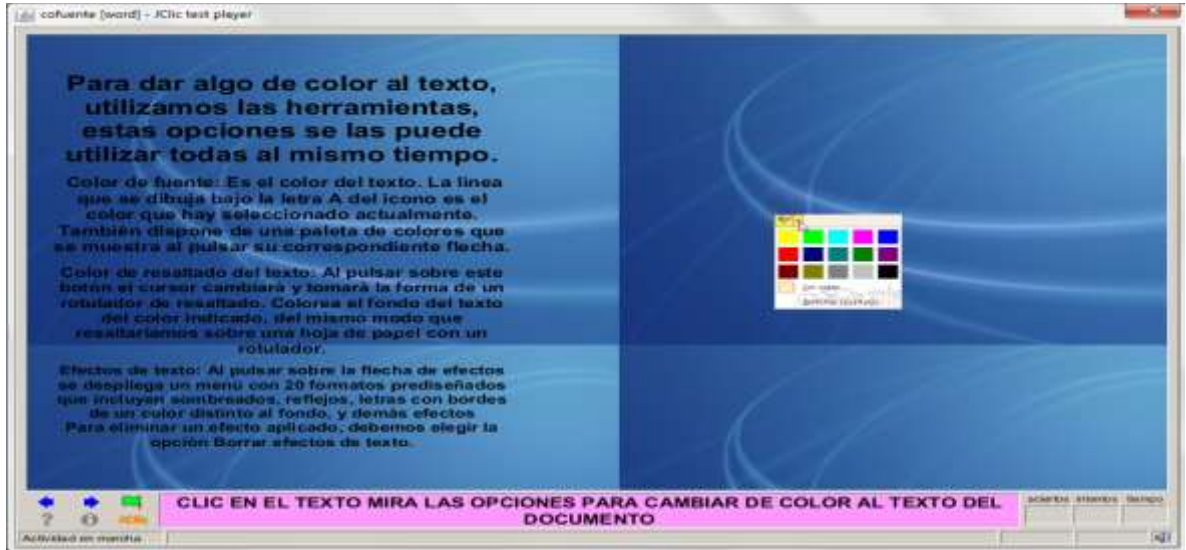 cofuente [word] - JClic test player
Para dar algo de color al texto,
utilizamos las herramientas,
estas opciones se las puede
utilizar todas al mismo tiempo.
Color de fuente: Es el color del texto. La línea
que se dibuja bajo la letra A del icono es el
color que hay seleccionado actualmente.
También dispone de una paleta de colores que
se muestra al pulsar su correspondiente flecha.
Color de resaltado del texto: Al pulsar sobre este
botón el cursor cambiará y tomará la forma de un
rotulador de resaltado. Colorea el fondo del texto
del color indicado, del mismo modo que
resaltaríamos sobre una hoja de papel con un
rotulador.
Efectos de texto: Al pulsar sobre la flecha de efectos
se despliega un menú con 20 formatos prediseñados
que incluyen sombreados, reflejos, letras con bordes
de un color distinto al fondo, y demás efectos
Para eliminar un efecto aplicado, debemos elegir la
opción Borrar efectos de texto.
CLIC EN EL TEXTO MIRA LAS OPCIONES PARA CAMBIAR DE COLOR AL TEXTO DEL
DOCUMENTO
aciertos intentos tiempo
Actividad en marcha